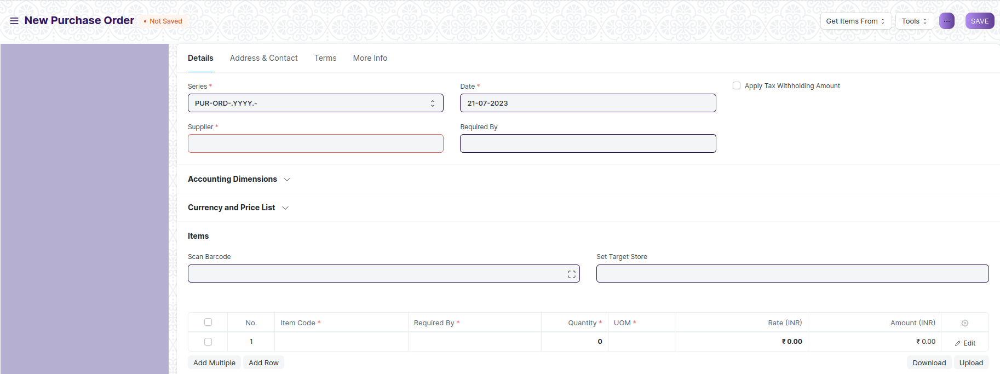 New Purchase Order • Not Saved Get Items From Tools ... SAVE
Details Address & Contact Terms More Info
Series * Date * Apply Tax Withholding Amount
PUR-ORD-.YYYY.- 21-07-2023
Supplier * Required By
Accounting Dimensions
Currency and Price List
Items
Scan Barcode Set Target Store
No. Item Code * Required By * Quantity * UOM * Rate (INR) Amount (INR)
1 0 ₹ 0.00 ₹ 0.00 Edit
Add Multiple Add Row Download Upload